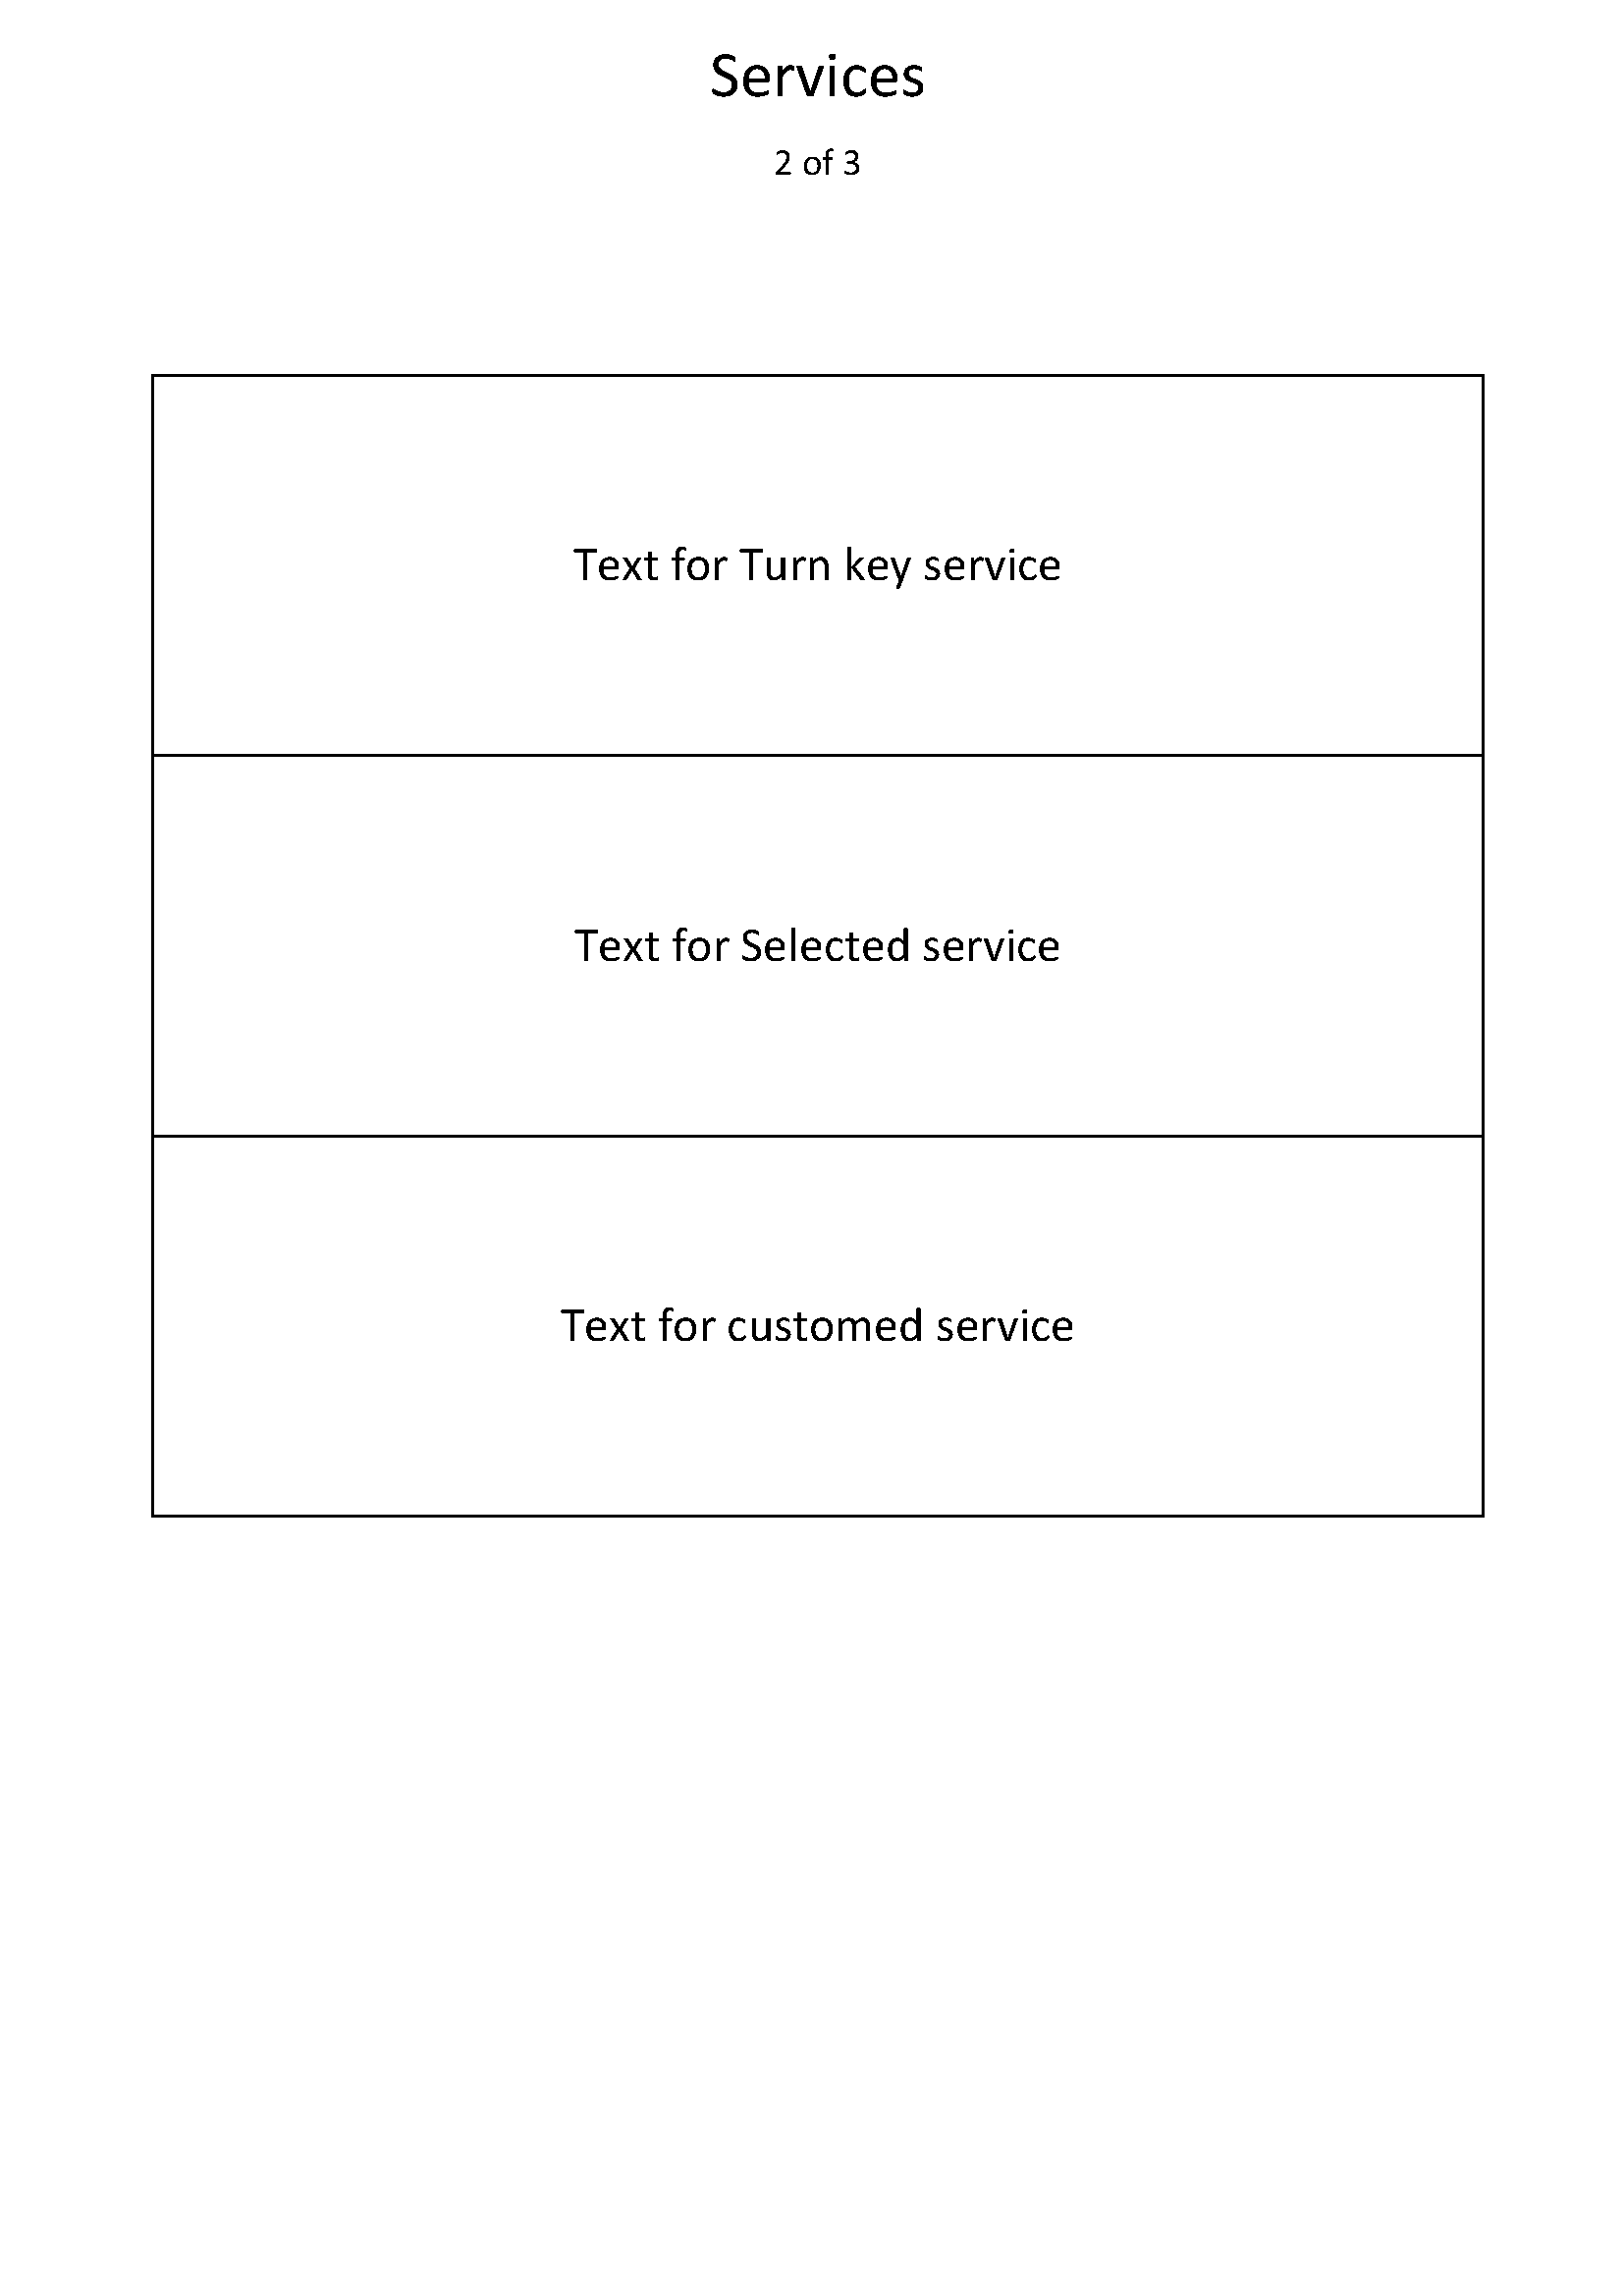 Services
2 of 3
Text for Turn key service
Text for Selected service
Text for customed service